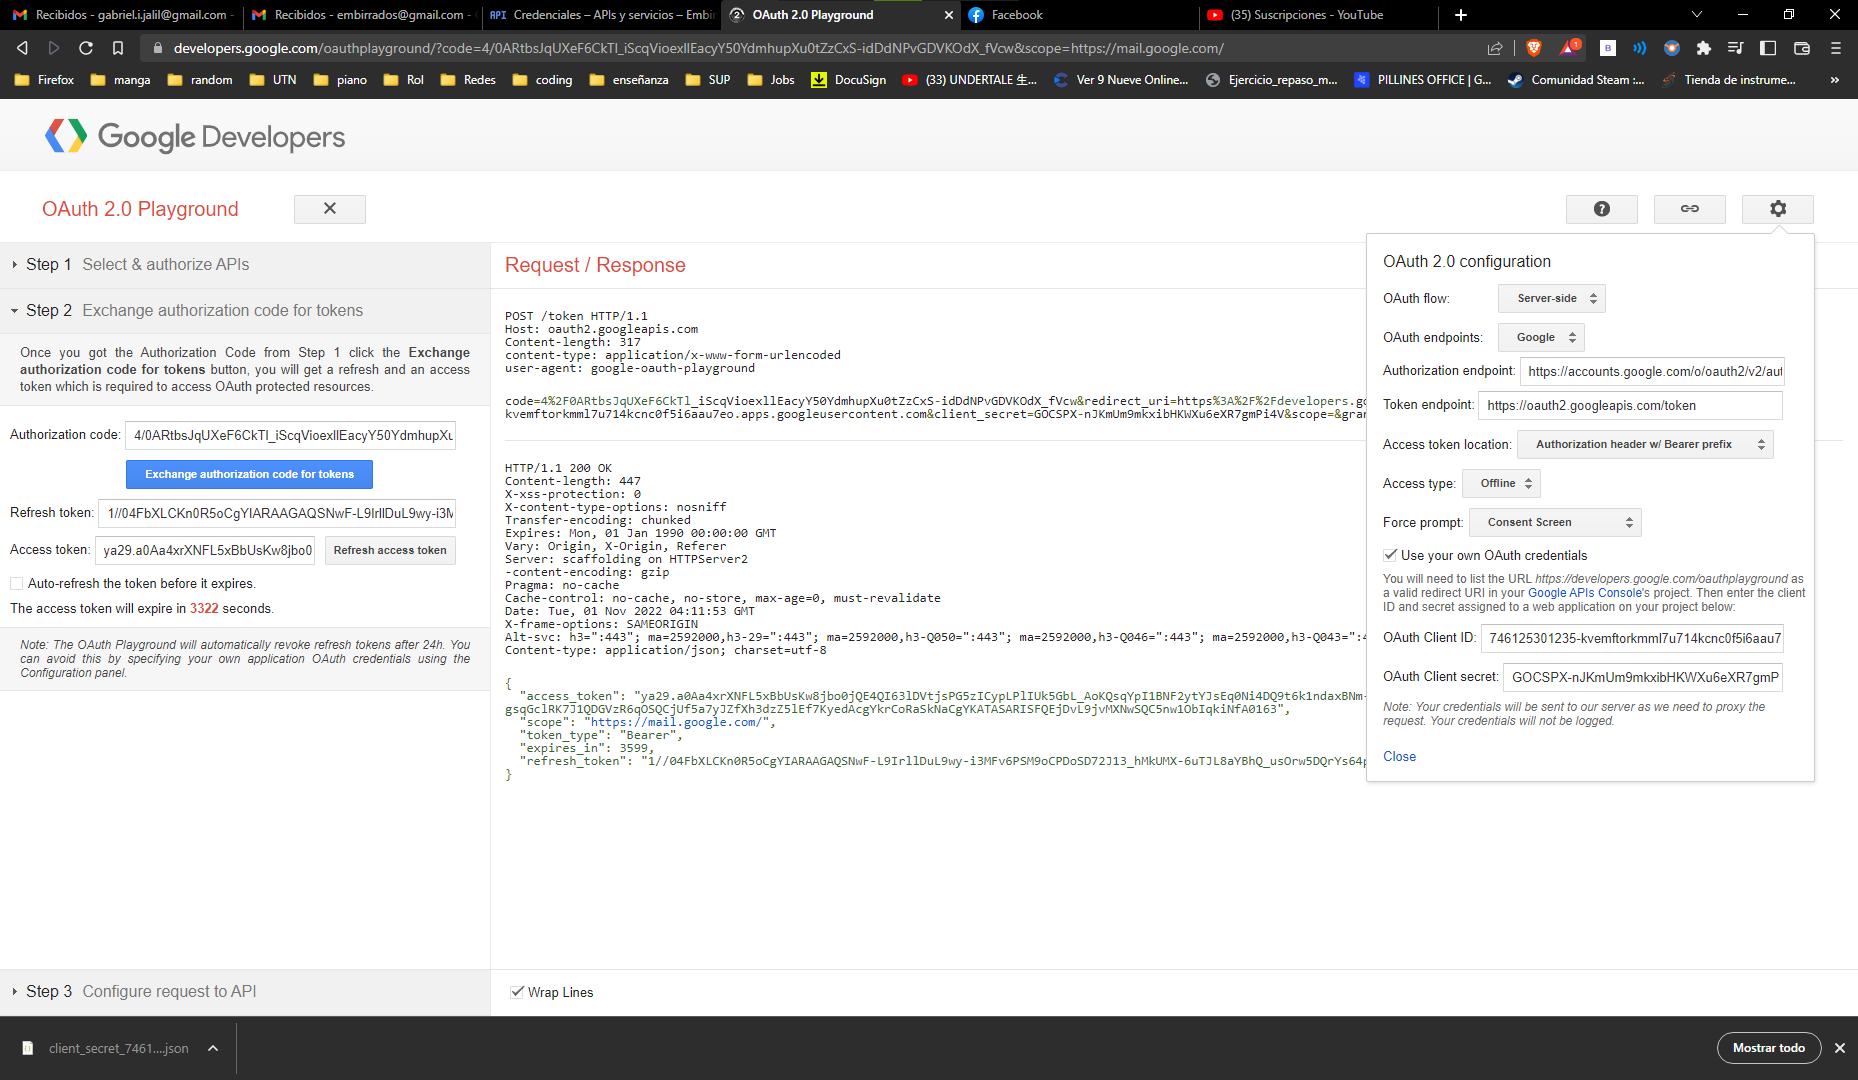 Recibidos - gabriel.i.jalil@gmail.com -
Recibidos - embirrados@gmail.com -
API Credenciales – APIs y servicios – Embir
OAuth 2.0 Playground
Facebook
(35) Suscripciones - YouTube
developers.google.com/oauthplayground/?code=4/0ARtbsJqUXeF6CkTl_iScqVioexllEacyY50YdmhupXu0tZzCxS-idDdNPvGDVKOdX_fVcw&scope=https://mail.google.com/
Firefox
manga
random
UTN
piano
Rol
Redes
coding
enseñanza
SUP
Jobs
DocuSign
(33) UNDERTALE 生...
Ver 9 Nueve Online...
Ejercicio_repaso_m...
PILLINES OFFICE | G...
Comunidad Steam :...
Tienda de instrume...
»
Google Developers
OAuth 2.0 Playground
Step 1 Select & authorize APIs
Step 2 Exchange authorization code for tokens
Once you got the Authorization Code from Step 1 click the Exchange
authorization code for tokens button, you will get a refresh and an access
token which is required to access OAuth protected resources.
Authorization code: 4/0ARtbsJqUXeF6CkTl_iScqVioexllEacyY50YdmhupXu
Exchange authorization code for tokens
Refresh token: 1//04FbXLCKn0R5oCgYIARAAGAQSNwF-L9IrllDuL9wy-i3M
Access token: ya29.a0Aa4xrXNFL5xBbUsKw8jbo0 Refresh access token
Auto-refresh the token before it expires.
The access token will expire in 3322 seconds.
Note: The OAuth Playground will automatically revoke refresh tokens after 24h. You
can avoid this by specifying your own application OAuth credentials using the
Configuration panel.
Step 3 Configure request to API
Request / Response
POST /token HTTP/1.1
Host: oauth2.googleapis.com
Content-length: 317
content-type: application/x-www-form-urlencoded
user-agent: google-oauth-playground
code=4%2F0ARtbsJqUXeF6CkTl_iScqVioexllEacyY50YdmhupXu0tZzCxS-idDdNPvGDVKOdX_fVcw&redirect_uri=https%3A%2F%2Fdevelopers.go
kvemftorkmml7u714kcnc0f5i6aau7eo.apps.googleusercontent.com&client_secret=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&scope=&gran
HTTP/1.1 200 OK
Content-length: 447
X-xss-protection: 0
X-content-type-options: nosniff
Transfer-encoding: chunked
Expires: Mon, 01 Jan 1990 00:00:00 GMT
Vary: Origin, X-Origin, Referer
Server: scaffolding on HTTPServer2
-content-encoding: gzip
Pragma: no-cache
Cache-control: no-cache, no-store, max-age=0, must-revalidate
Date: Tue, 01 Nov 2022 04:11:53 GMT
X-frame-options: SAMEORIGIN
Alt-svc: h3=":443"; ma=2592000,h3-29=":443"; ma=2592000,h3-Q050=":443"; ma=2592000,h3-Q046=":443"; ma=2592000,h3-Q043=":4
Content-type: application/json; charset=utf-8
{
"access_token": "ya29.a0Aa4xrXNFL5xBbUsKw8jbo0jQE4QI63lDVtjsPG5zICypLPlIUk5GbL_AoKQsqYpI1BNF2ytYJsEq0Ni4DQ9t6k1ndaxBNm-
gsqGclRK7J1QDGVzR6qOSQCjUf5a7yJZfXh3dzZ5lEf7KyedAcgYkrCoRaSkNaCgYKATASARISFQEjDvL9jvMXNwSQC5nw1ObIqkiNfA0163",
"scope": "https://mail.google.com/",
"token_type": "Bearer",
"expires_in": 3599,
"refresh_token": "1//04FbXLCKn0R5oCgYIARAAGAQSNwF-L9IrllDuL9wy-i3MFv6PSM9oCPDoSD72J13_hMkUMX-6uTJL8aYBhQ_usOrw5DQrYs64p
}
Wrap Lines
OAuth 2.0 configuration
OAuth flow: Server-side
OAuth endpoints: Google
Authorization endpoint: https://accounts.google.com/o/oauth2/v2/aut
Token endpoint: https://oauth2.googleapis.com/token
Access token location: Authorization header w/ Bearer prefix
Access type: Offline
Force prompt: Consent Screen
Use your own OAuth credentials
You will need to list the URL https://developers.google.com/oauthplayground as
a valid redirect URI in your Google APIs Console's project. Then enter the client
ID and secret assigned to a web application on your project below:
OAuth Client ID: 746125301235-kvemftorkmml7u714kcnc0f5i6aau7
OAuth Client secret: GOCSPX-nJKmUm9mkxibHKWXu6eXR7gmP
Note: Your credentials will be sent to our server as we need to proxy the
request. Your credentials will not be logged.
Close
client_secret_7461....json
Mostrar todo